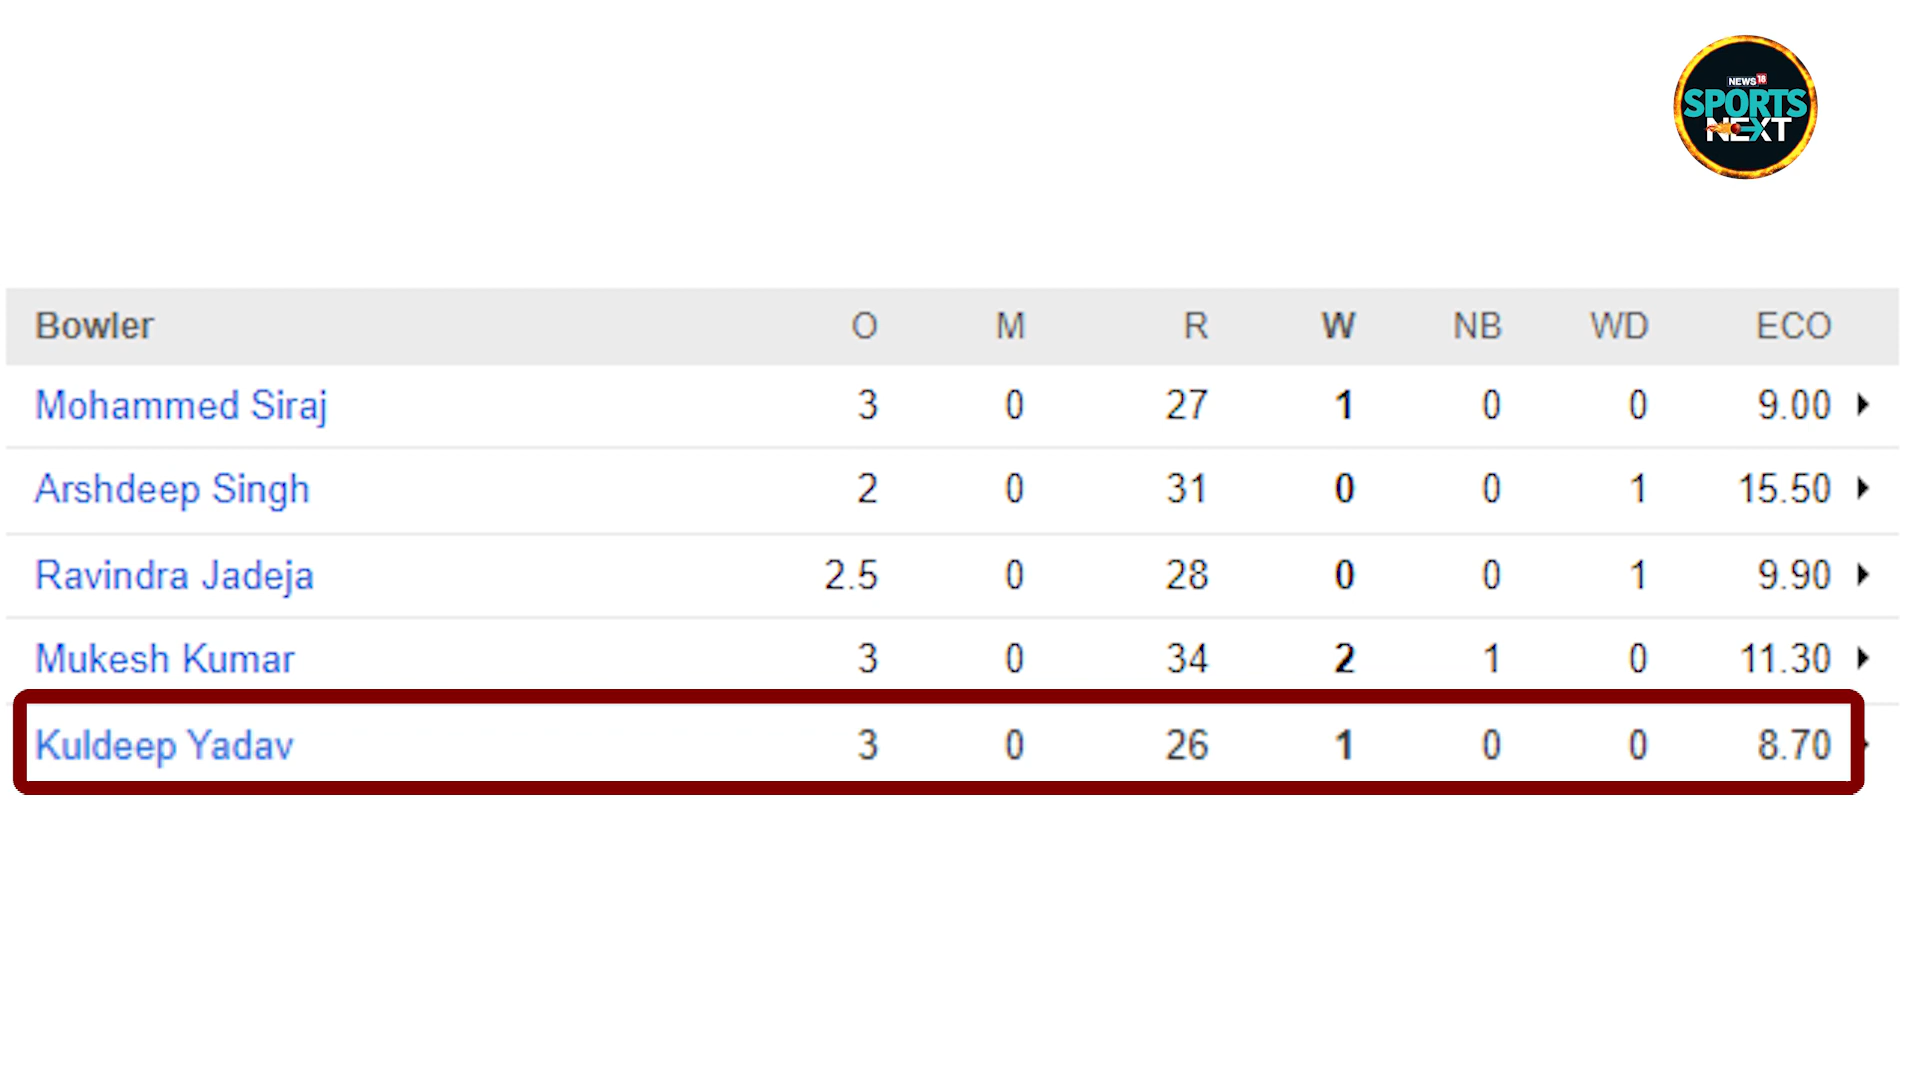 NEWS 18
SPORTS
NEXT
Bowler O M R W NB WD ECO
Mohammed Siraj 3 0 27 1 0 0 9.00
Arshdeep Singh 2 0 31 0 0 1 15.50
Ravindra Jadeja 2.5 0 28 0 0 1 9.90
Mukesh Kumar 3 0 34 2 1 0 11.30
Kuldeep Yadav 3 0 26 1 0 0 8.70